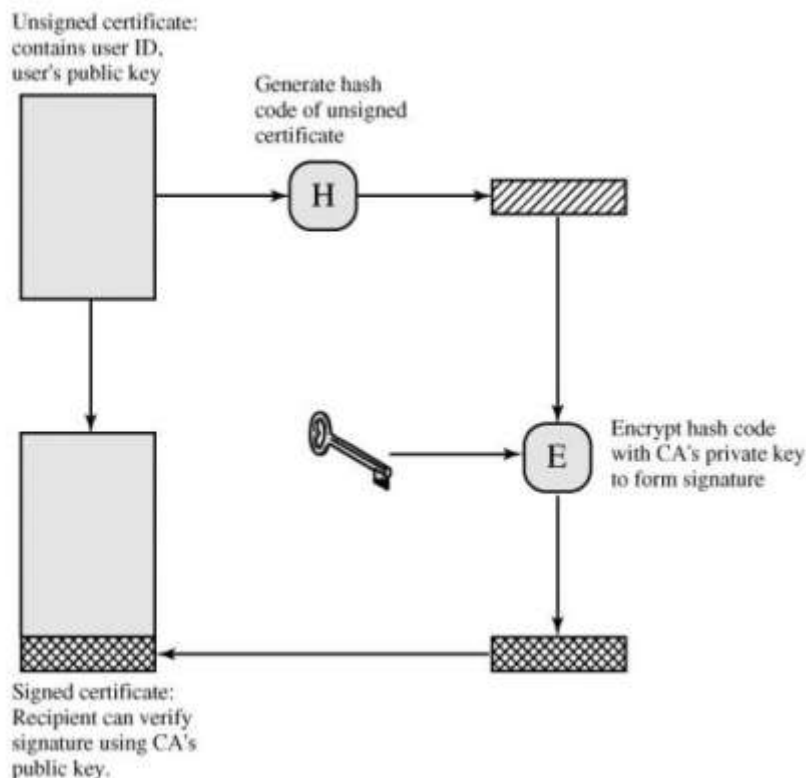 Unsigned certificate:
contains user ID,
user's public key
Generate hash
code of unsigned
certificate
H
E
Encrypt hash code
with CA's private key
to form signature
Signed certificate:
Recipient can verify
signature using CA's
public key.